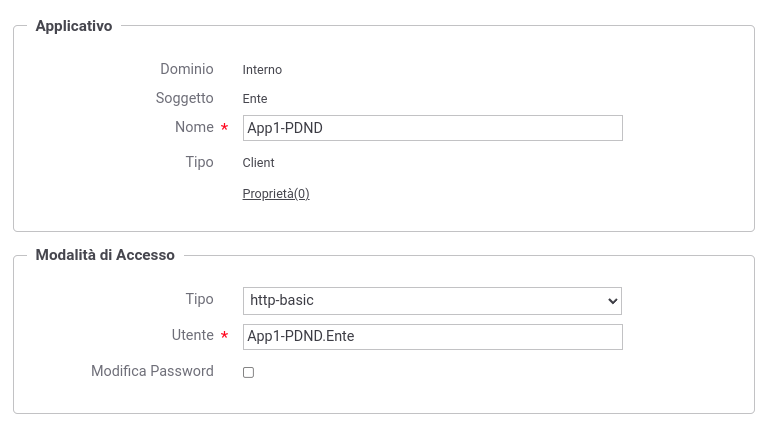 Applicativo
Dominio Interno
Soggetto Ente
Nome * App1-PDND
Tipo Client
Proprietà(0)
Modalità di Accesso
Tipo http-basic
Utente * App1-PDND.Ente
Modifica Password